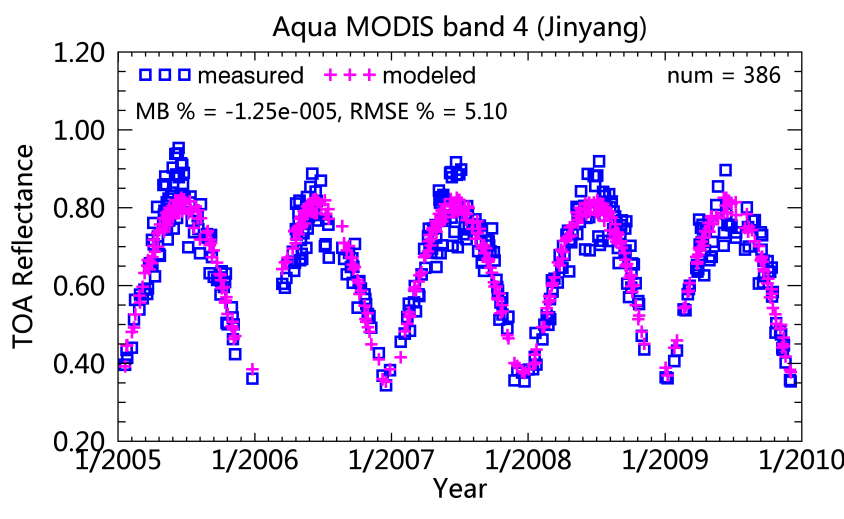 Aqua MODIS band 4 (Jinyang)
measured modeled num = 386
MB % = -1.25e-005, RMSE % = 5.10
TOA Reflectance
1.20
1.00
0.80
0.60
0.40
0.20
1/2005 1/2006 1/2007 1/2008 1/2009 1/2010
Year